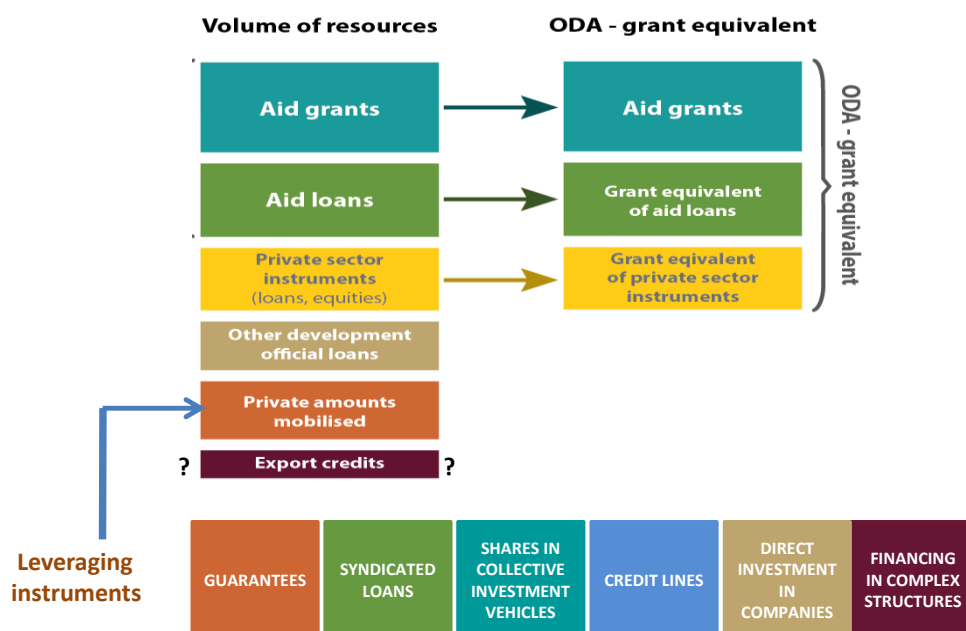 Volume of resources
ODA - grant equivalent
Aid grants
Aid grants
Aid loans
Grant equivalent
of aid loans
Private sector
instruments
(loans, equities)
Grant eqivalent
of private sector
instruments
ODA - grant equivalent
Other development
official loans
Private amounts
mobilised
? Export credits ?
Leveraging
instruments
GUARANTEES
SYNDICATED
LOANS
SHARES IN
COLLECTIVE
INVESTMENT
VEHICLES
CREDIT LINES
DIRECT
INVESTMENT
IN
COMPANIES
FINANCING
IN COMPLEX
STRUCTURES